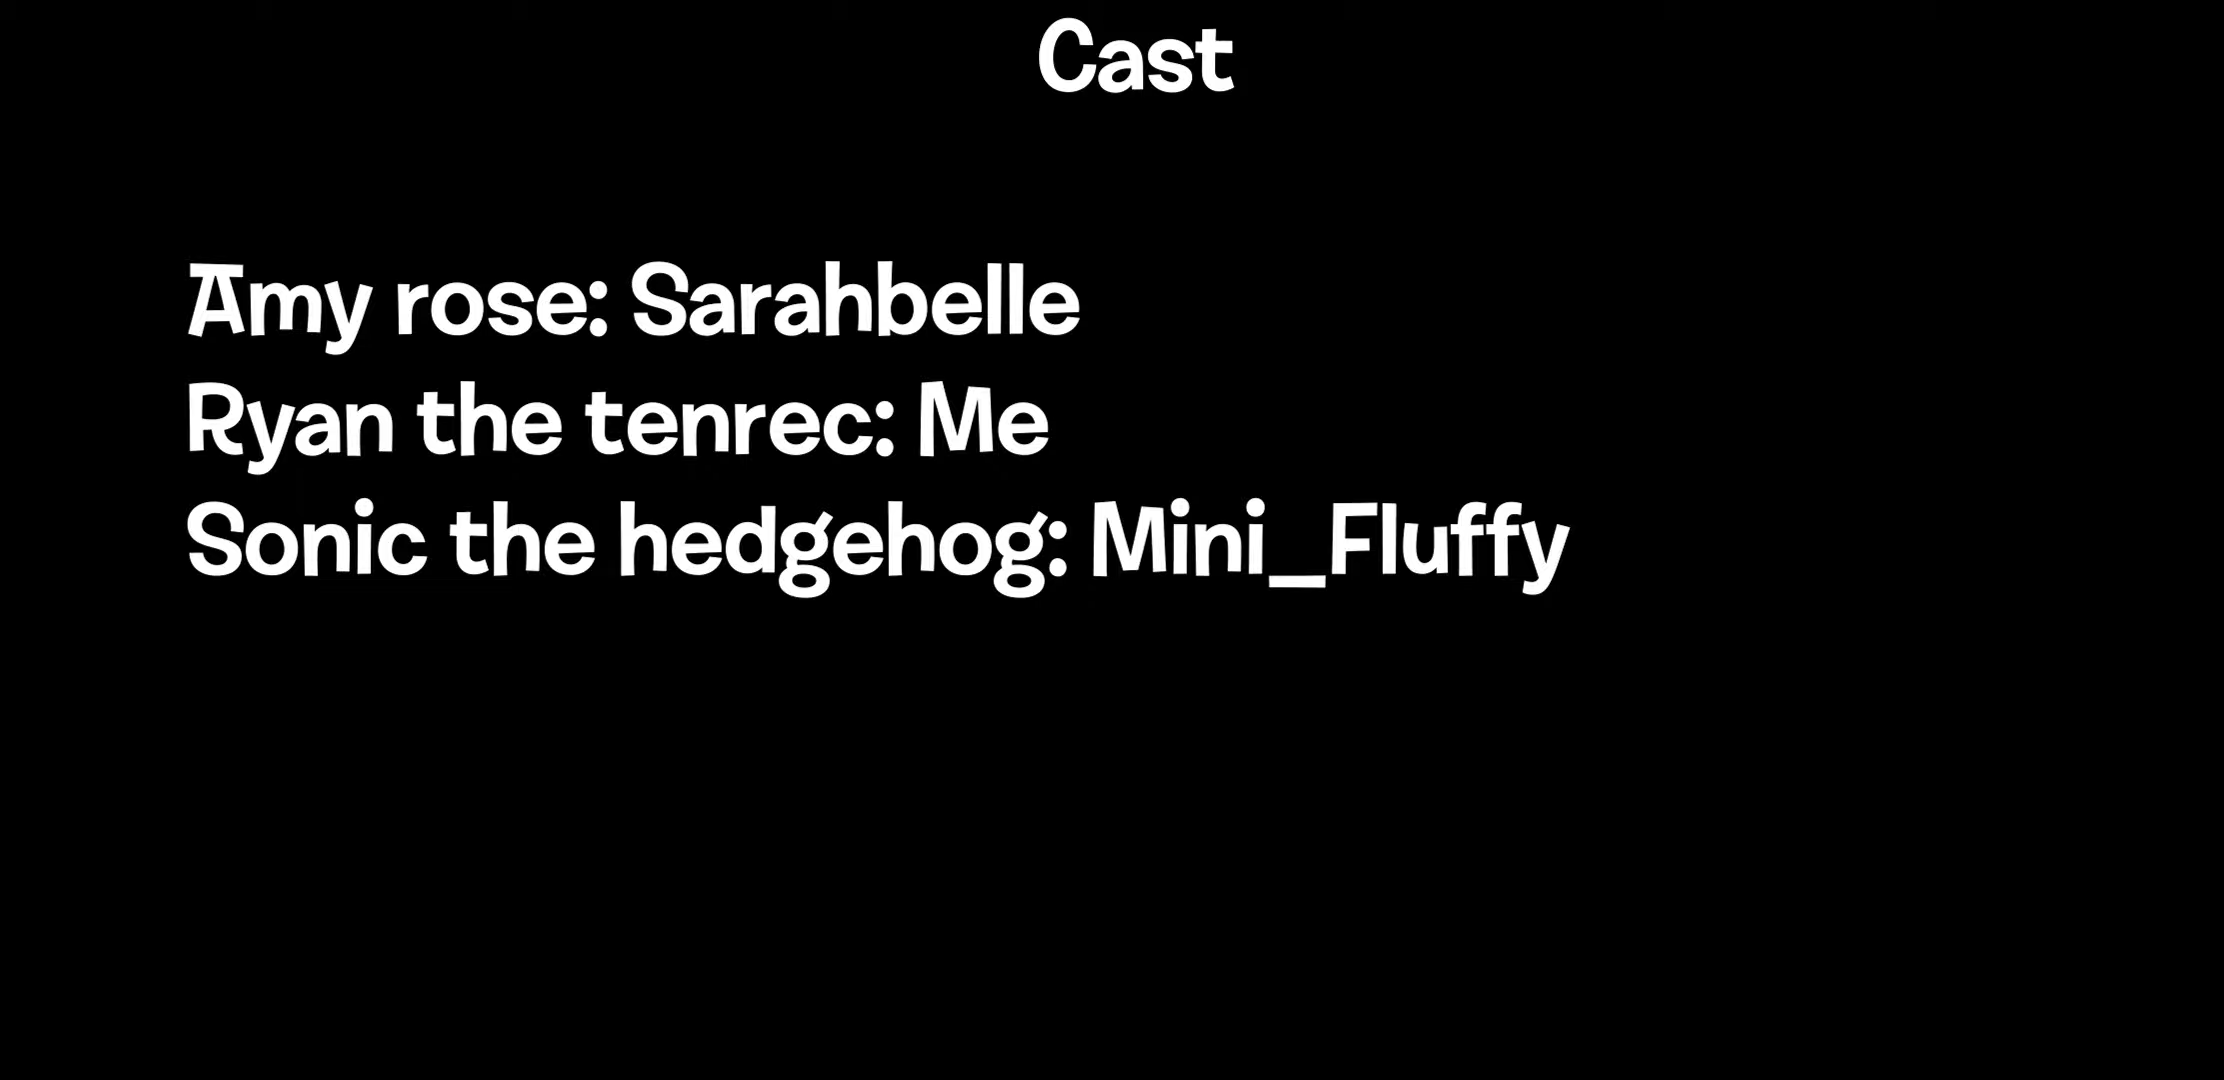 Cast
Amy rose: Sarahbelle
Ryan the tenrec: Me
Sonic the hedgehog: Mini_Fluffy